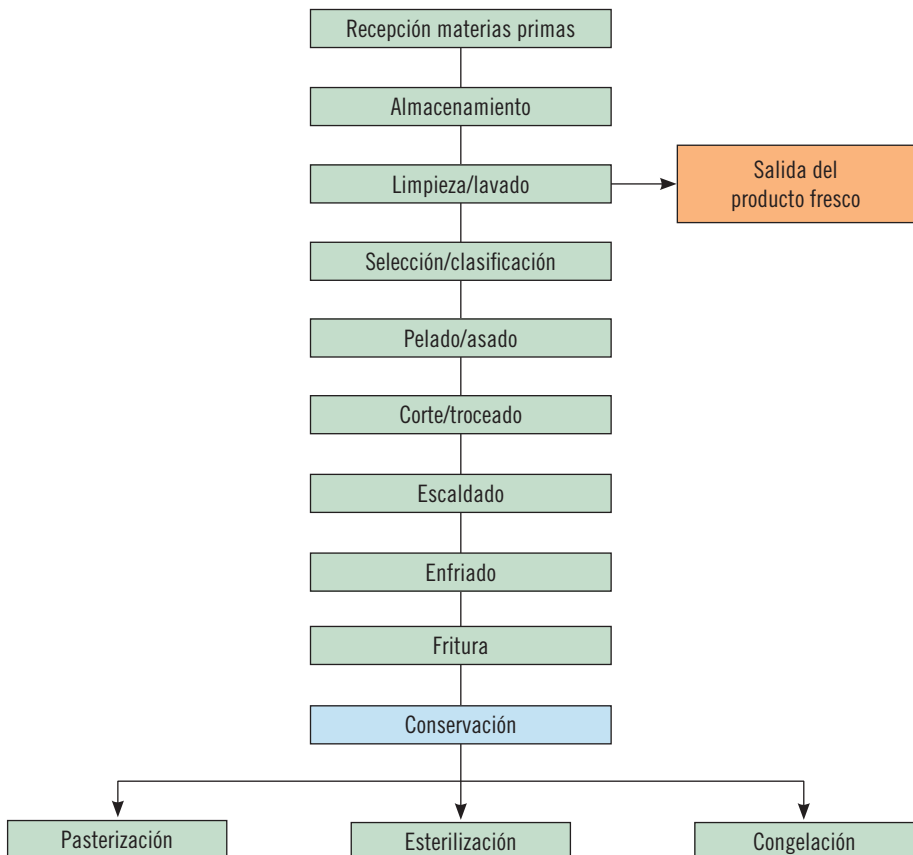 Recepción materias primas
Almacenamiento
Limpieza/lavado
Salida del
producto fresco
Selección/clasificación
Pelado/asado
Corte/troceado
Escaldado
Enfriado
Fritura
Conservación
Pasterización
Esterilización
Congelación